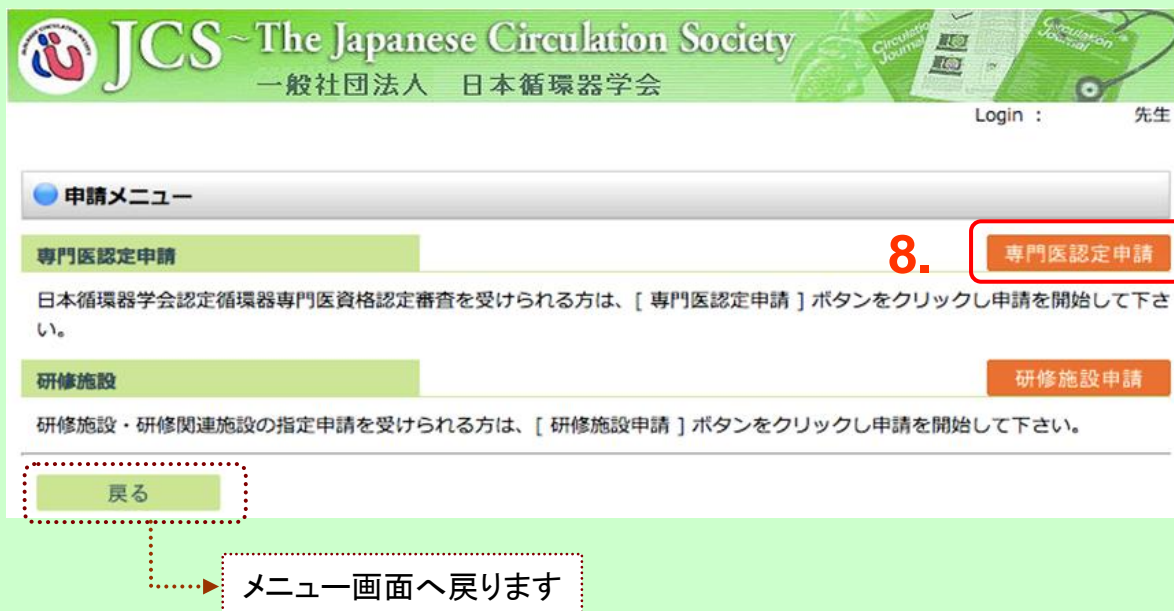 JCS ~ The Japanese Circulation Society
一般社団法人 日本循環器学会
Circulation Journal
Circulation Journal
Login : 先生
申請メニュー
専門医認定申請
8.
専門医認定申請
日本循環器学会認定循環器専門医資格認定審査を受けられる方は、[ 専門医認定申請 ] ボタンをクリックし申請を開始して下さ
い。
研修施設
研修施設申請
研修施設・研修関連施設の指定申請を受けられる方は、[ 研修施設申請 ] ボタンをクリックし申請を開始して下さい。
戻る
メニュー画面へ戻ります